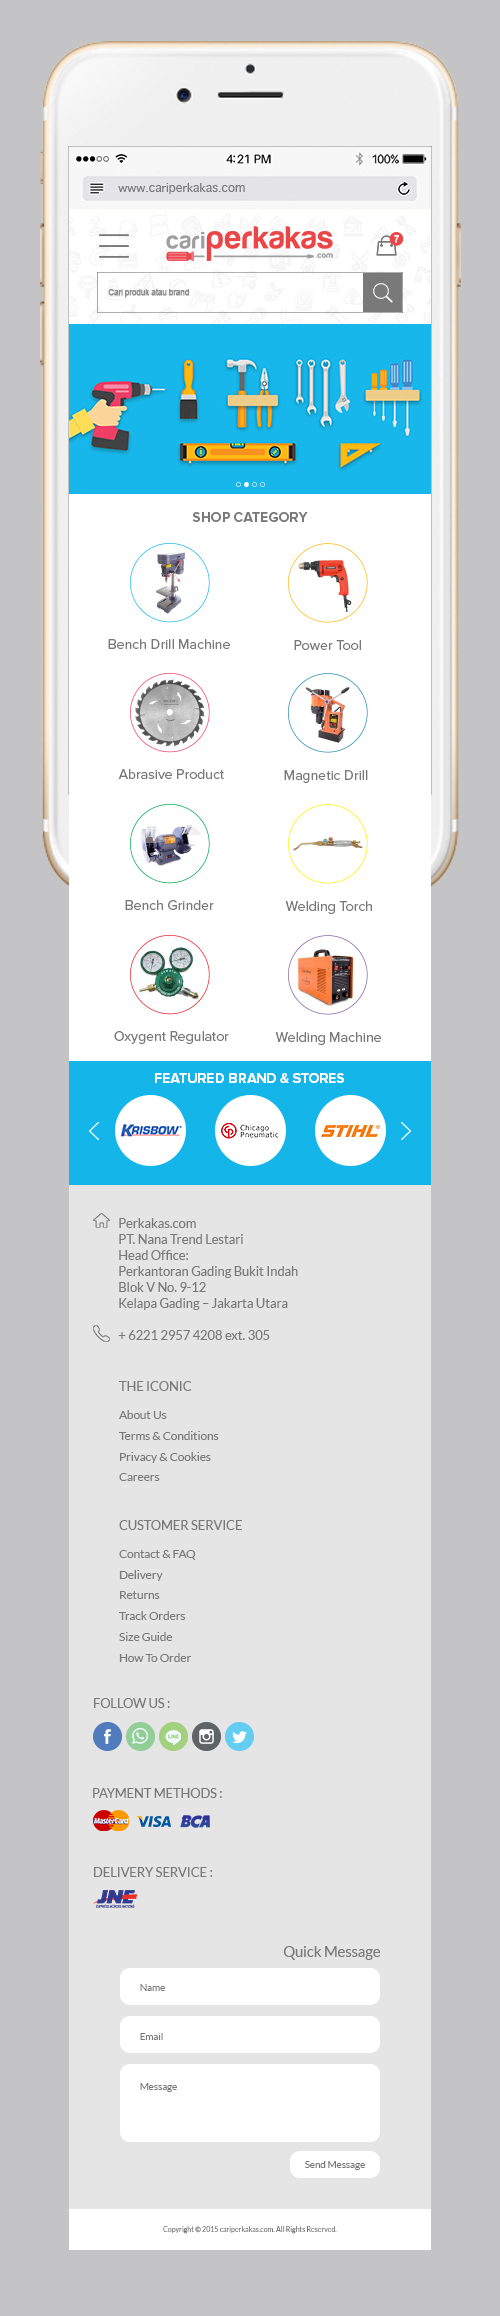 4:21 PM
100%
www.cariperkakas.com
cariperkakas
.com
7
Cari produk atau brand
SHOP CATEGORY
Bench Drill Machine
Power Tool
Abrasive Product
Magnetic Drill
Bench Grinder
Welding Torch
Oxygent Regulator
Welding Machine
FEATURED BRAND & STORES
KRISBOW
Chicago
Pneumatic
STIHL
Perkakas.com
PT. Nana Trend Lestari
Head Office:
Perkantoran Gading Bukit Indah
Blok V No. 9-12
Kelapa Gading – Jakarta Utara
+ 6221 2957 4208 ext. 305
THE ICONIC
About Us
Terms & Conditions
Privacy & Cookies
Careers
CUSTOMER SERVICE
Contact & FAQ
Delivery
Returns
Track Orders
Size Guide
How To Order
FOLLOW US :
LINE
PAYMENT METHODS :
MasterCard
VISA
BCA
DELIVERY SERVICE :
JNE
EXPRESS ACROSS NATIONS
Quick Message
Name
Email
Message
Send Message
Copyright © 2015 cariperkakas.com. All Rights Reserved.